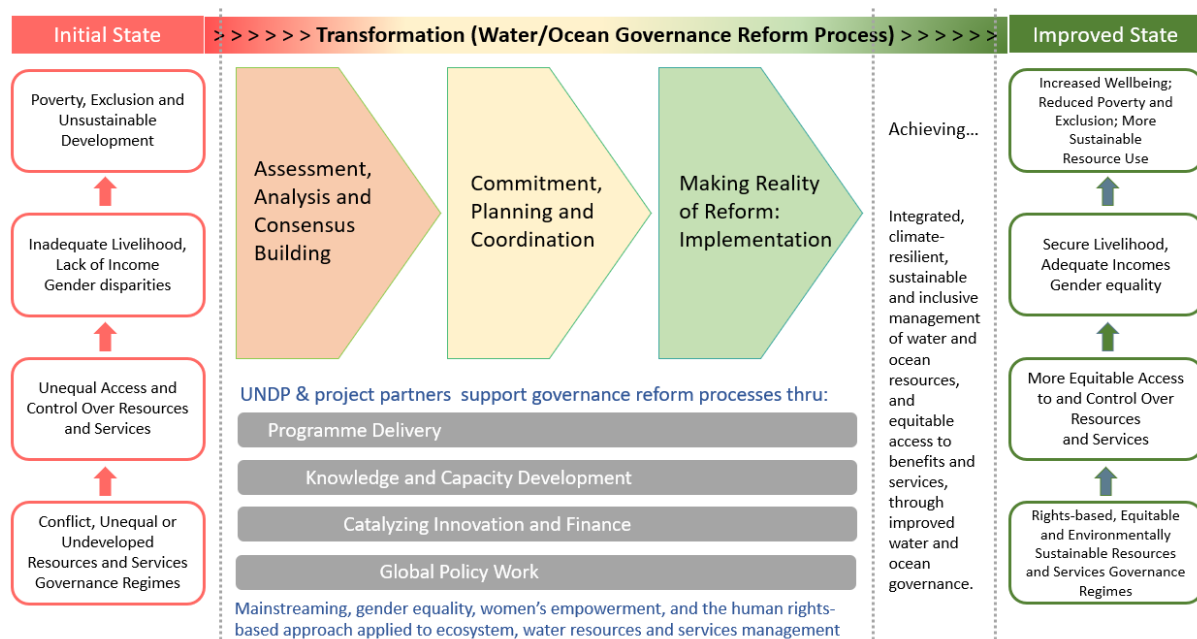 Initial State
> > > > > > Transformation (Water/Ocean Governance Reform Process) > > > > > >
Improved State
Poverty, Exclusion and
Unsustainable
Development
Inadequate Livelihood,
Lack of Income
Gender disparities
Unequal Access and
Control Over Resources
and Services
Conflict, Unequal or
Undeveloped
Resources and Services
Governance Regimes
Assessment,
Analysis and
Consensus
Building
Commitment,
Planning and
Coordination
Making Reality
of Reform:
Implementation
UNDP & project partners support governance reform processes thru:
Programme Delivery
Knowledge and Capacity Development
Catalyzing Innovation and Finance
Global Policy Work
Mainstreaming, gender equality, women's empowerment, and the human rights-
based approach applied to ecosystem, water resources and services management
Achieving...
Integrated,
climate-
resilient,
sustainable
and inclusive
management
of water and
ocean
resources,
and
equitable
access to
benefits and
services,
through
improved
water and
ocean
governance.
Increased Wellbeing;
Reduced Poverty and
Exclusion; More
Sustainable
Resource Use
Secure Livelihood,
Adequate Incomes
Gender equality
More Equitable Access
to and Control Over
Resources
and Services
Rights-based, Equitable
and Environmentally
Sustainable Resources
and Services Governance
Regimes